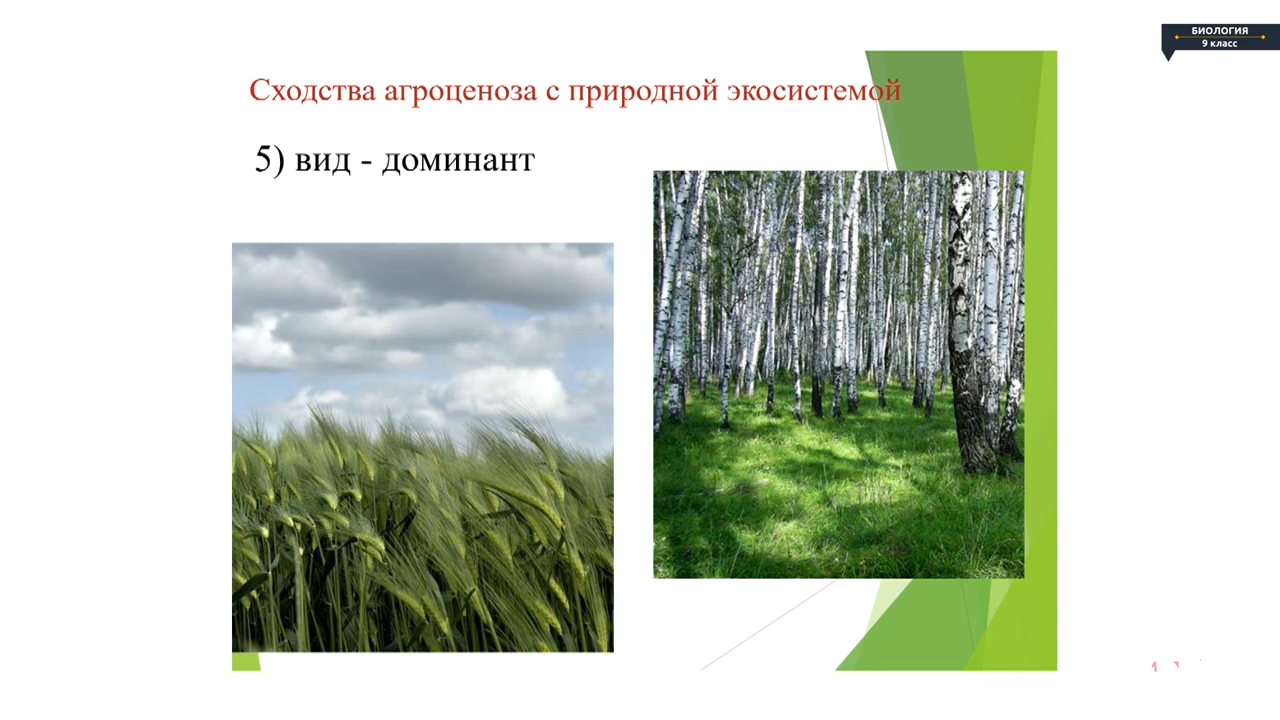 БИОЛОГИЯ
9 класс
Сходства агроценоза с природной экосистемой
5) вид - доминант